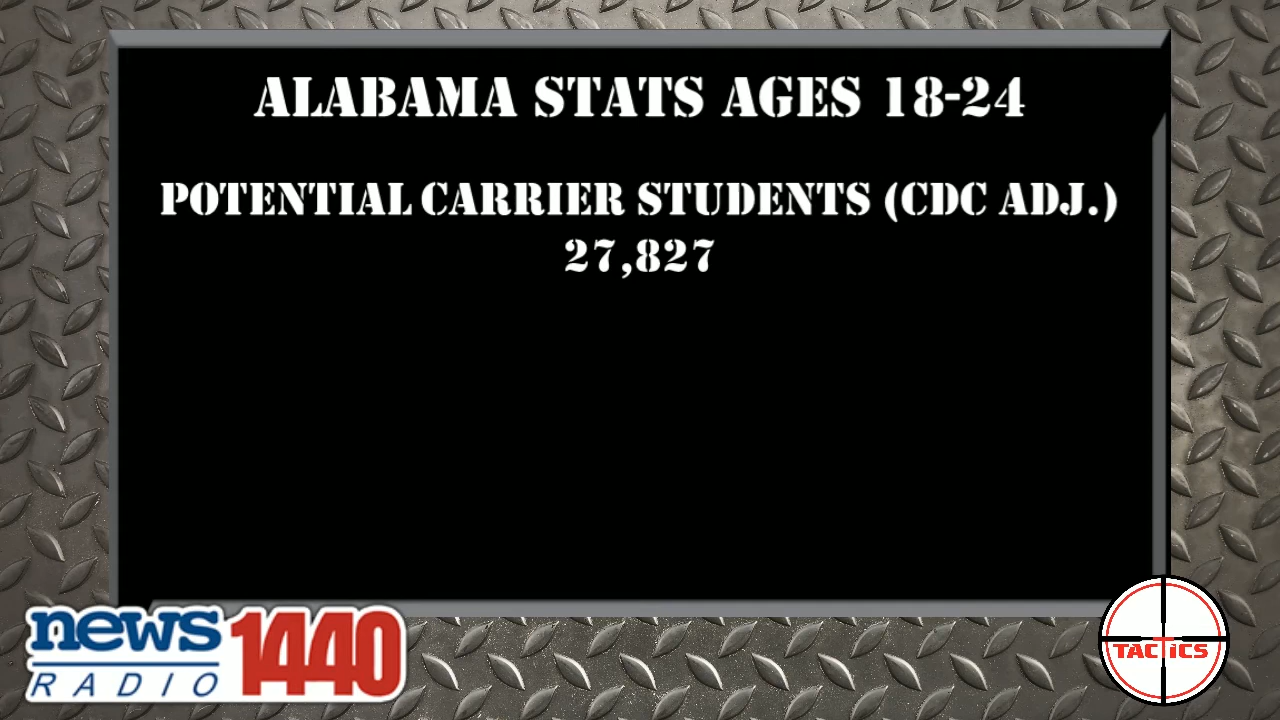 ALABAMA STATS AGES 18-24
POTENTIAL CARRIER STUDENTS (CDC ADJ.)
27,827
news 1440
RADIO
TACTICS